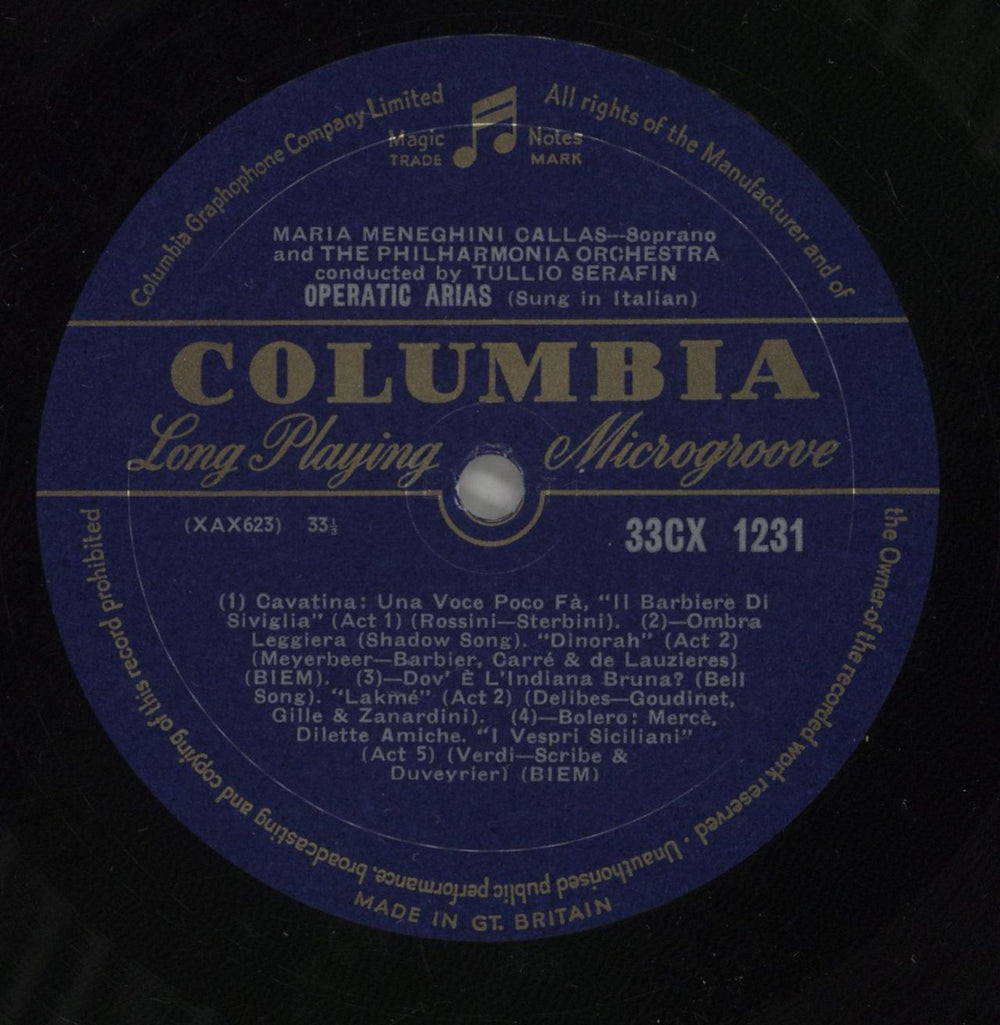 Columbia Graphophone Company Limited
All rights of the Manufacturer and of
the Owner of the recorded work reserved · Unauthorised public performance, broadcasting and copying of this record prohibited
Magic Notes
TRADE MARK
MARIA MENEGHINI CALLAS—Soprano
and THE PHILHARMONIA ORCHESTRA
conducted by TULLIO SERAFIN
OPERATIC ARIAS (Sung in Italian)
COLUMBIA
Long Playing Microgroove
(XAX623) 33⅓ 33CX 1231
(1) Cavatina: Una Voce Poco Fà, “Il Barbiere Di
Siviglia” (Act 1) (Rossini—Sterbini). (2)—Ombra
Leggiera (Shadow Song). “Dinorah” (Act 2)
(Meyerbeer—Barbier, Carré & de Lauzieres)
(BIEM). (3)—Dov' È L'Indiana Bruna? (Bell
Song). “Lakmé” (Act 2) (Delibes—Goudinet,
Gille & Zanardini). (4)—Bolero: Mercè,
Dilette Amiche. “I Vespri Siciliani”
(Act 5) (Verdi—Scribe &
Duveyrier) (BIEM)
MADE IN GT. BRITAIN